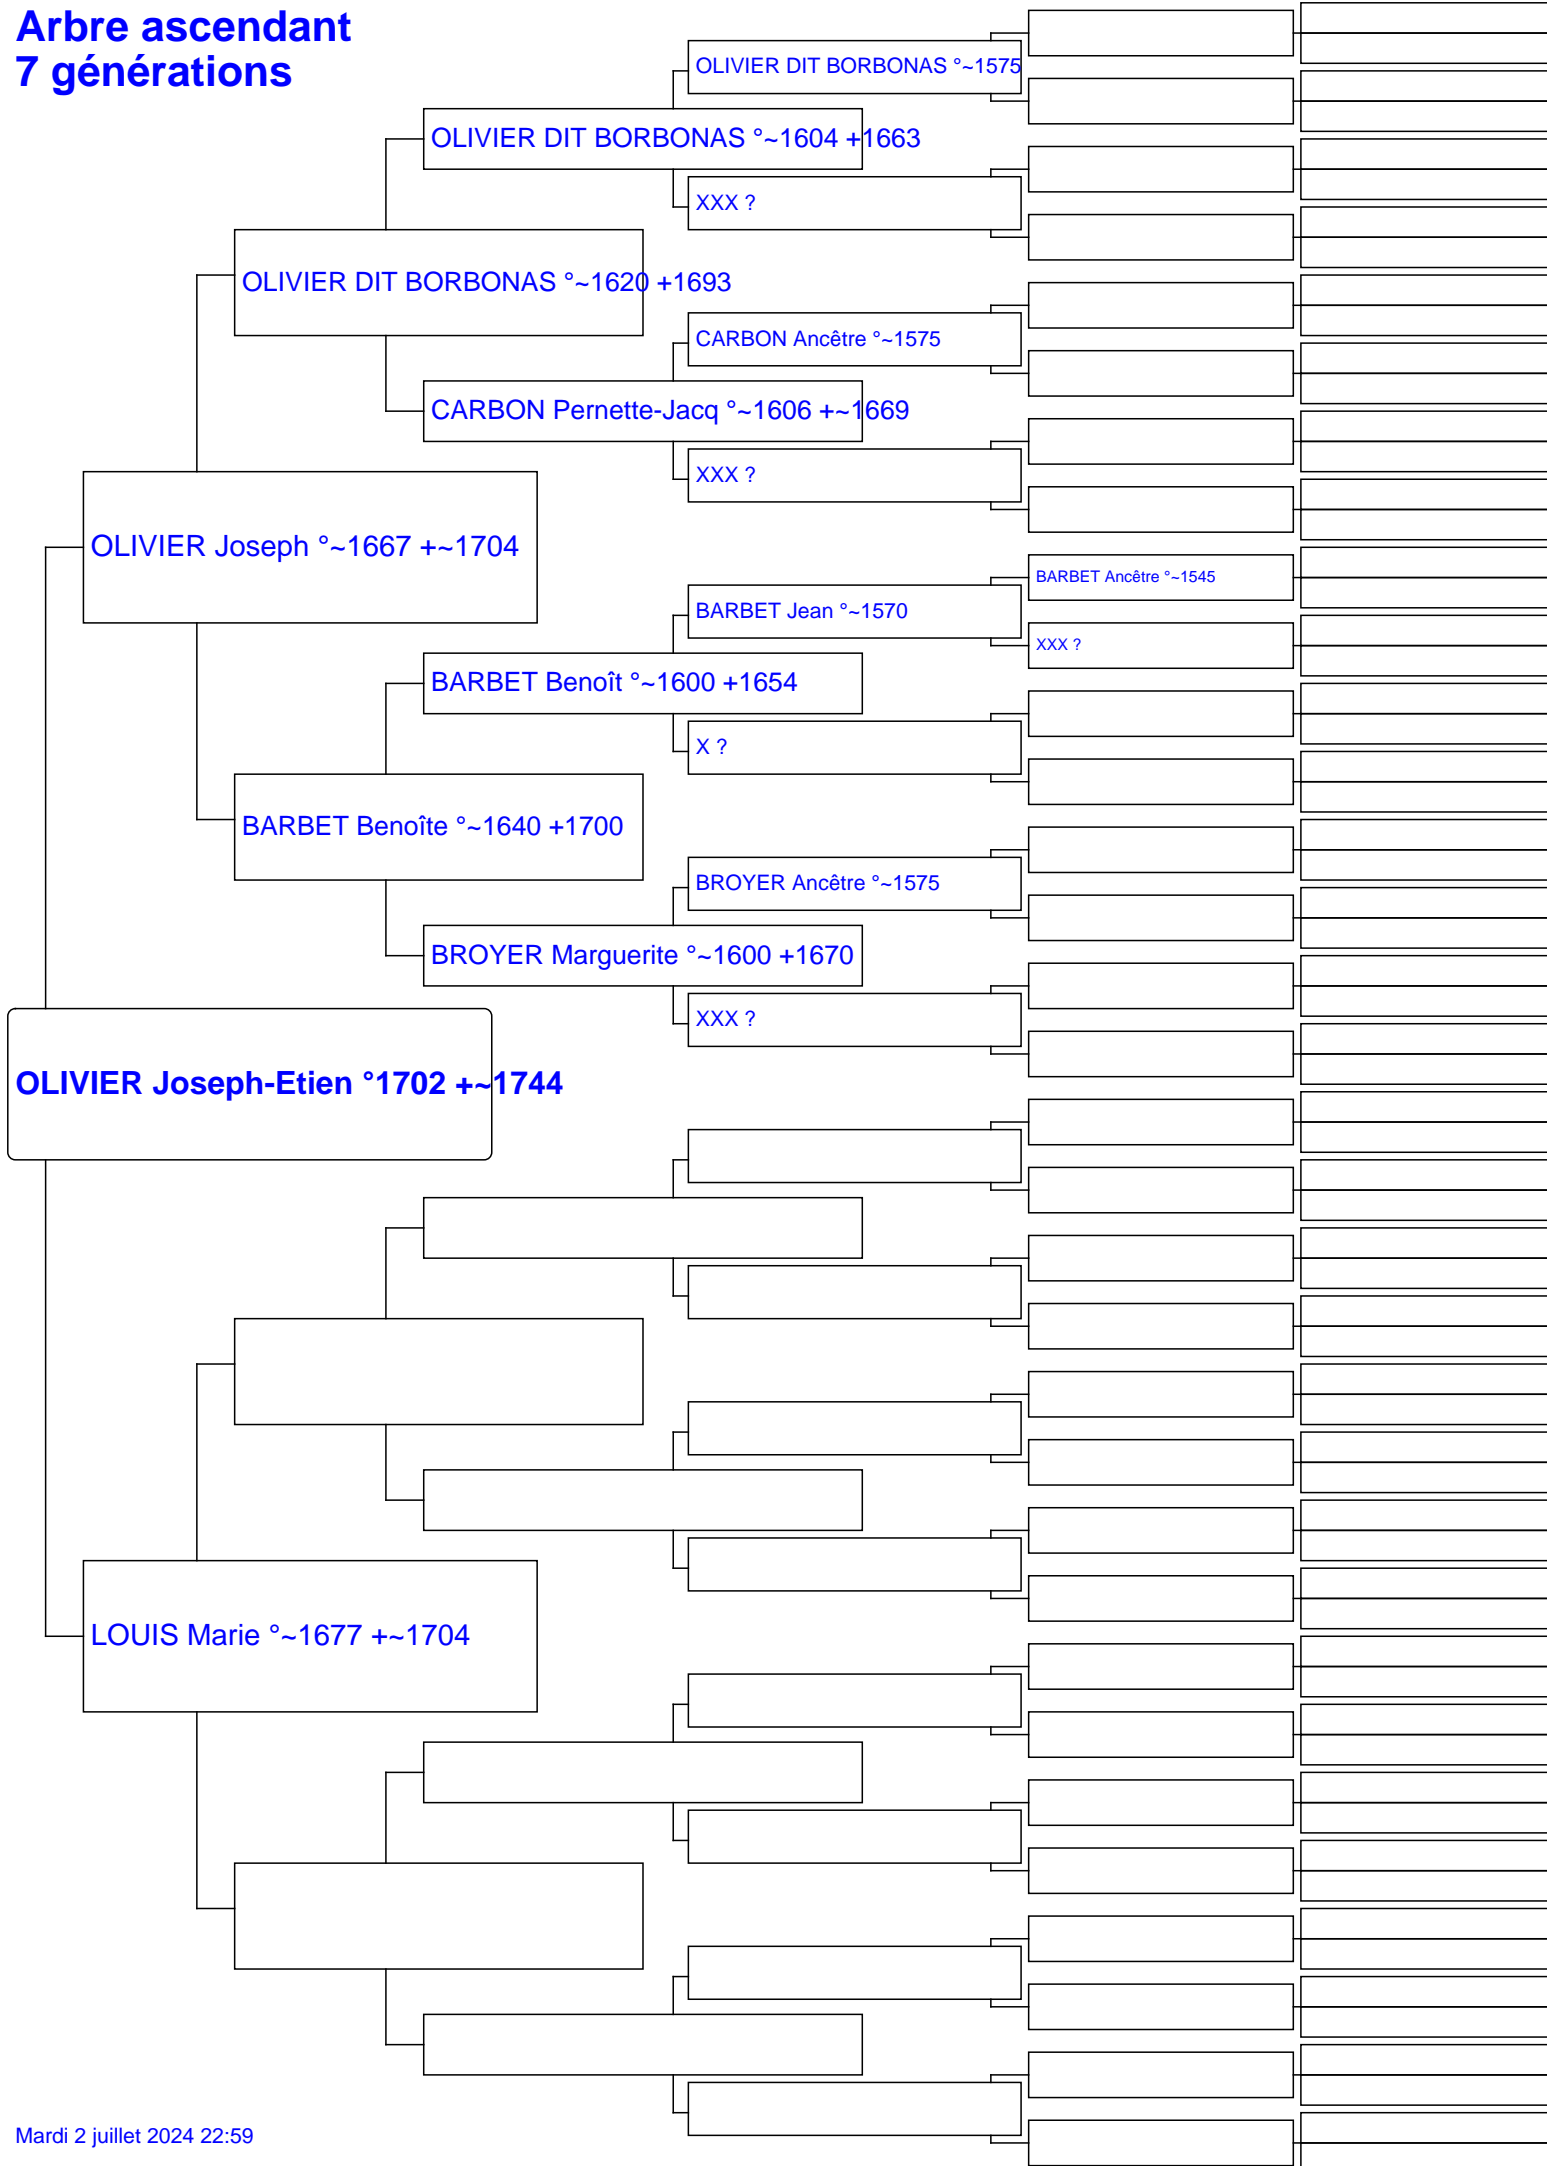 Arbre ascendant
7 générations
OLIVIER DIT BORBONAS °~1575
OLIVIER DIT BORBONAS °~1604 +1663
XXX ?
OLIVIER DIT BORBONAS °~1620 +1693
CARBON Ancêtre °~1575
CARBON Pernette-Jacq °~1606 +~1669
XXX ?
OLIVIER Joseph °~1667 +~1704
BARBET Ancêtre °~1545
BARBET Jean °~1570
XXX ?
BARBET Benoît °~1600 +1654
X ?
BARBET Benoîte °~1640 +1700
BROYER Ancêtre °~1575
BROYER Marguerite °~1600 +1670
XXX ?
OLIVIER Joseph-Etien °1702 +~1744
LOUIS Marie °~1677 +~1704
Mardi 2 juillet 2024 22:59